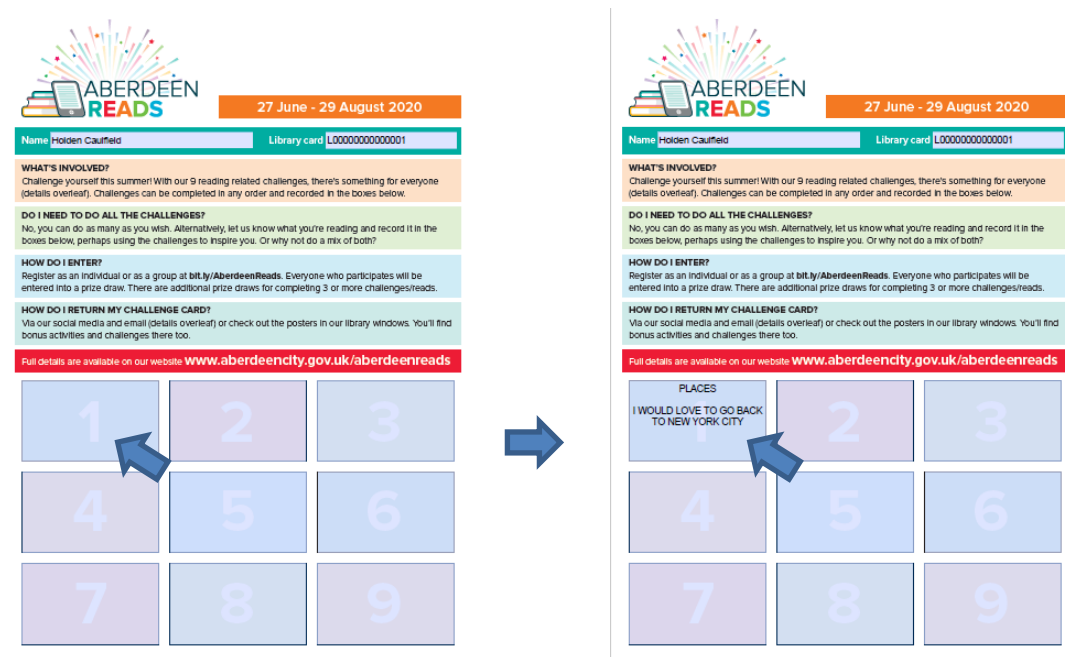 ABERDEEN
READS
27 June - 29 August 2020
Name Holden Caulfield Library card L00000000000001
WHAT'S INVOLVED?
Challenge yourself this summer! With our 9 reading related challenges, there's something for everyone
(details overleaf). Challenges can be completed in any order and recorded in the boxes below.
DO I NEED TO DO ALL THE CHALLENGES?
No, you can do as many as you wish. Alternatively, let us know what you're reading and record it in the
boxes below, perhaps using the challenges to inspire you. Or why not do a mix of both?
HOW DO I ENTER?
Register as an individual or as a group at bit.ly/AberdeenReads. Everyone who participates will be
entered into a prize draw. There are additional prize draws for completing 3 or more challenges/reads.
HOW DO I RETURN MY CHALLENGE CARD?
Via our social media and email (details overleaf) or check out the posters in our library windows. You'll find
bonus activities and challenges there too.
Full details are available on our website www.aberdeencity.gov.uk/aberdeenreads
1 2 3
4 5 6
7 8 9
ABERDEEN
READS
27 June - 29 August 2020
Name Holden Caulfield Library card L00000000000001
WHAT'S INVOLVED?
Challenge yourself this summer! With our 9 reading related challenges, there's something for everyone
(details overleaf). Challenges can be completed in any order and recorded in the boxes below.
DO I NEED TO DO ALL THE CHALLENGES?
No, you can do as many as you wish. Alternatively, let us know what you're reading and record it in the
boxes below, perhaps using the challenges to inspire you. Or why not do a mix of both?
HOW DO I ENTER?
Register as an individual or as a group at bit.ly/AberdeenReads. Everyone who participates will be
entered into a prize draw. There are additional prize draws for completing 3 or more challenges/reads.
HOW DO I RETURN MY CHALLENGE CARD?
Via our social media and email (details overleaf) or check out the posters in our library windows. You'll find
bonus activities and challenges there too.
Full details are available on our website www.aberdeencity.gov.uk/aberdeenreads
PLACES
I WOULD LOVE TO GO BACK
TO NEW YORK CITY
1 2 3
4 5 6
7 8 9